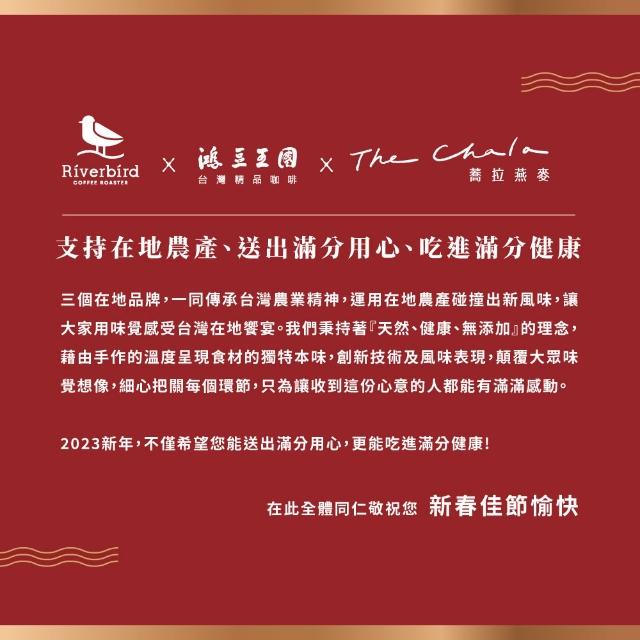 Riverbird
COFFEE ROASTER
X
鴻豆王國
台灣精品咖啡
X
The Chala
蕎拉燕麥
支持在地農產、送出滿分用心、吃進滿分健康
三個在地品牌，一同傳承台灣農業精神，運用在地農產碰撞出新風味，讓
大家用味覺感受台灣在地饗宴。我們秉持著『天然、健康、無添加』的理念，
藉由手作的溫度呈現食材的獨特本味，創新技術及風味表現，顛覆大眾味
覺想像，細心把關每個環節，只為讓收到這份心意的人都能有滿滿感動。
2023新年，不僅希望您能送出滿分用心，更能吃進滿分健康！
在此全體同仁敬祝您 新春佳節愉快